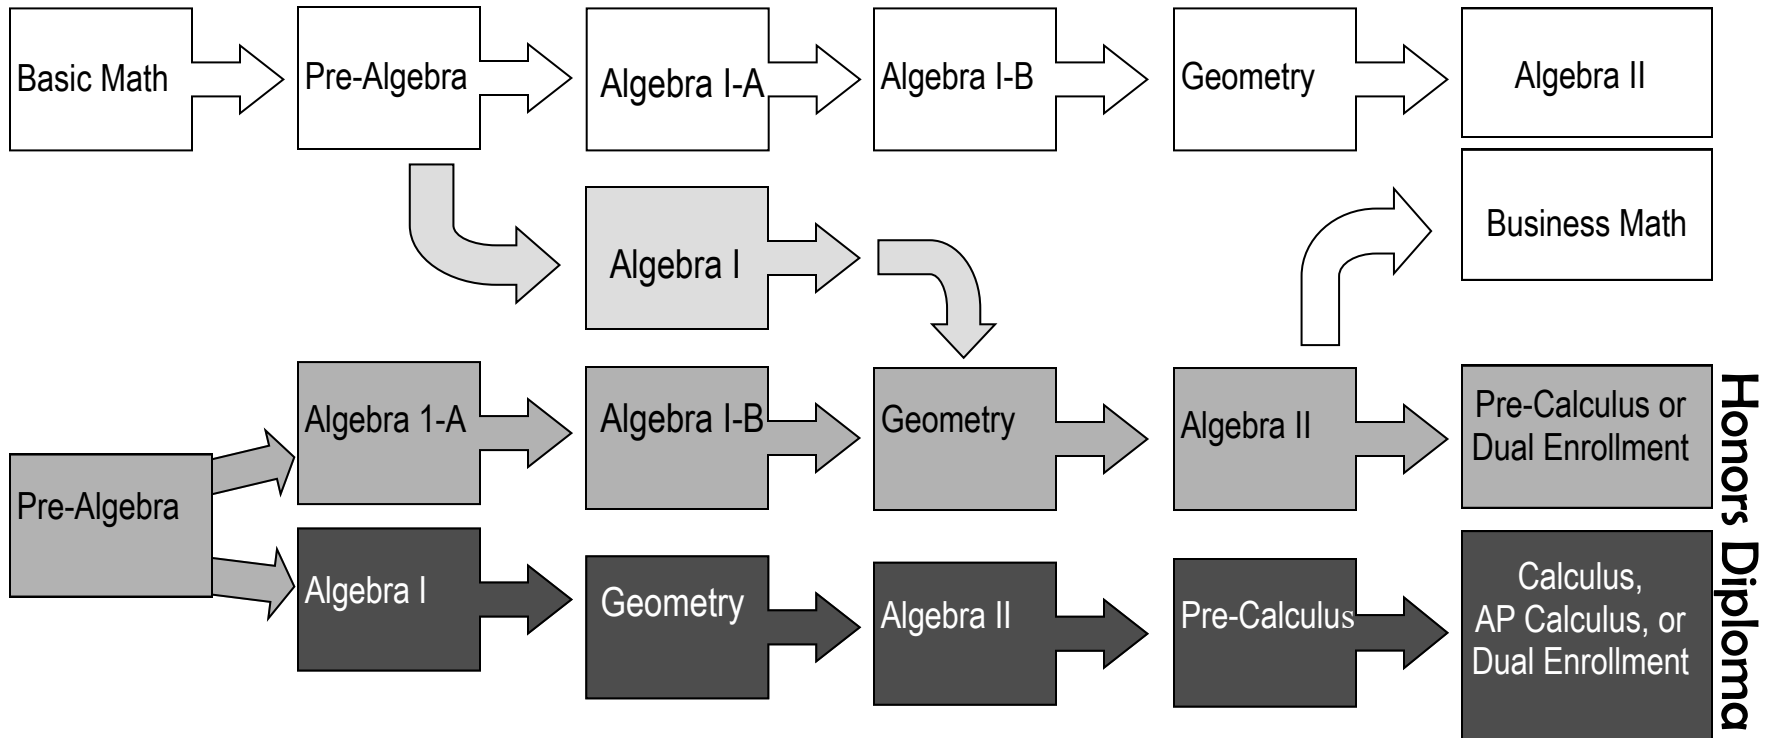 Basic Math
Pre-Algebra
Algebra I-A
Algebra I-B
Geometry
Algebra II
Algebra I
Business Math
Pre-Algebra
Algebra 1-A
Algebra I-B
Geometry
Algebra II
Pre-Calculus or
Dual Enrollment
Algebra I
Geometry
Algebra II
Pre-Calculus
Calculus,
AP Calculus, or
Dual Enrollment
Honors Diploma